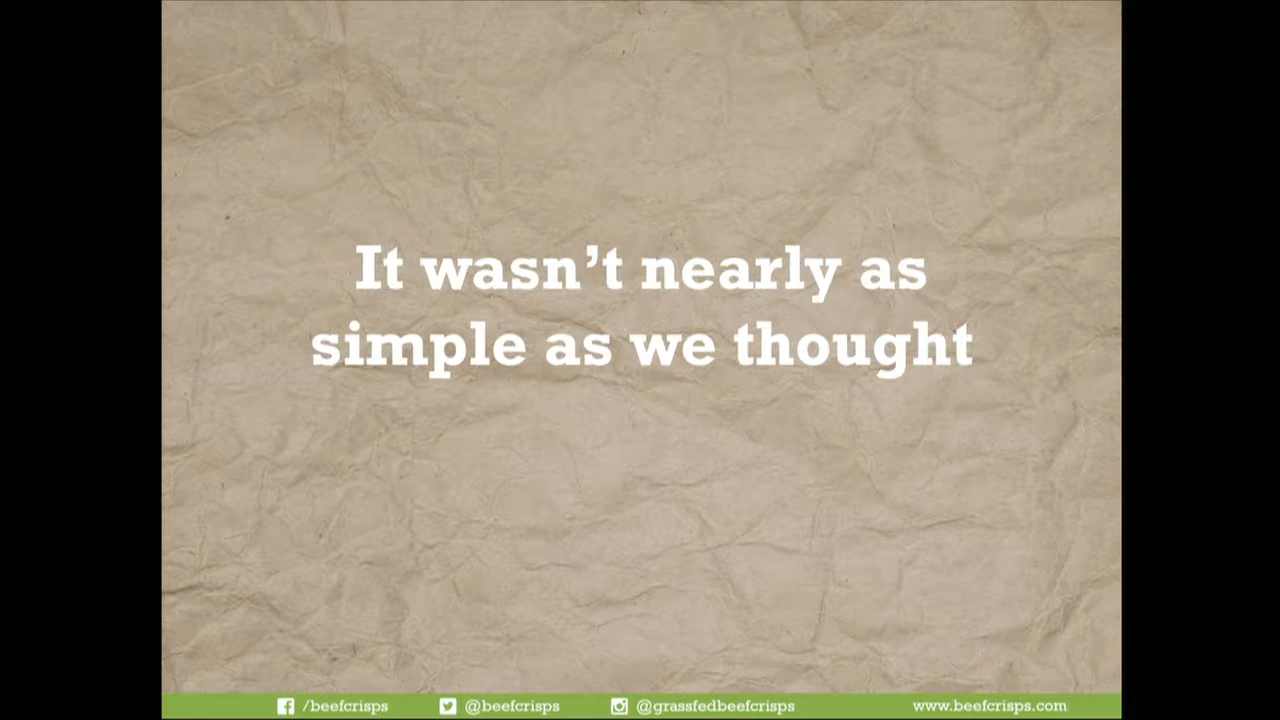 It wasn’t nearly as
simple as we thought
/beefcrisps @beefcrisps @grassfedbeefcrisps www.beefcrisps.com